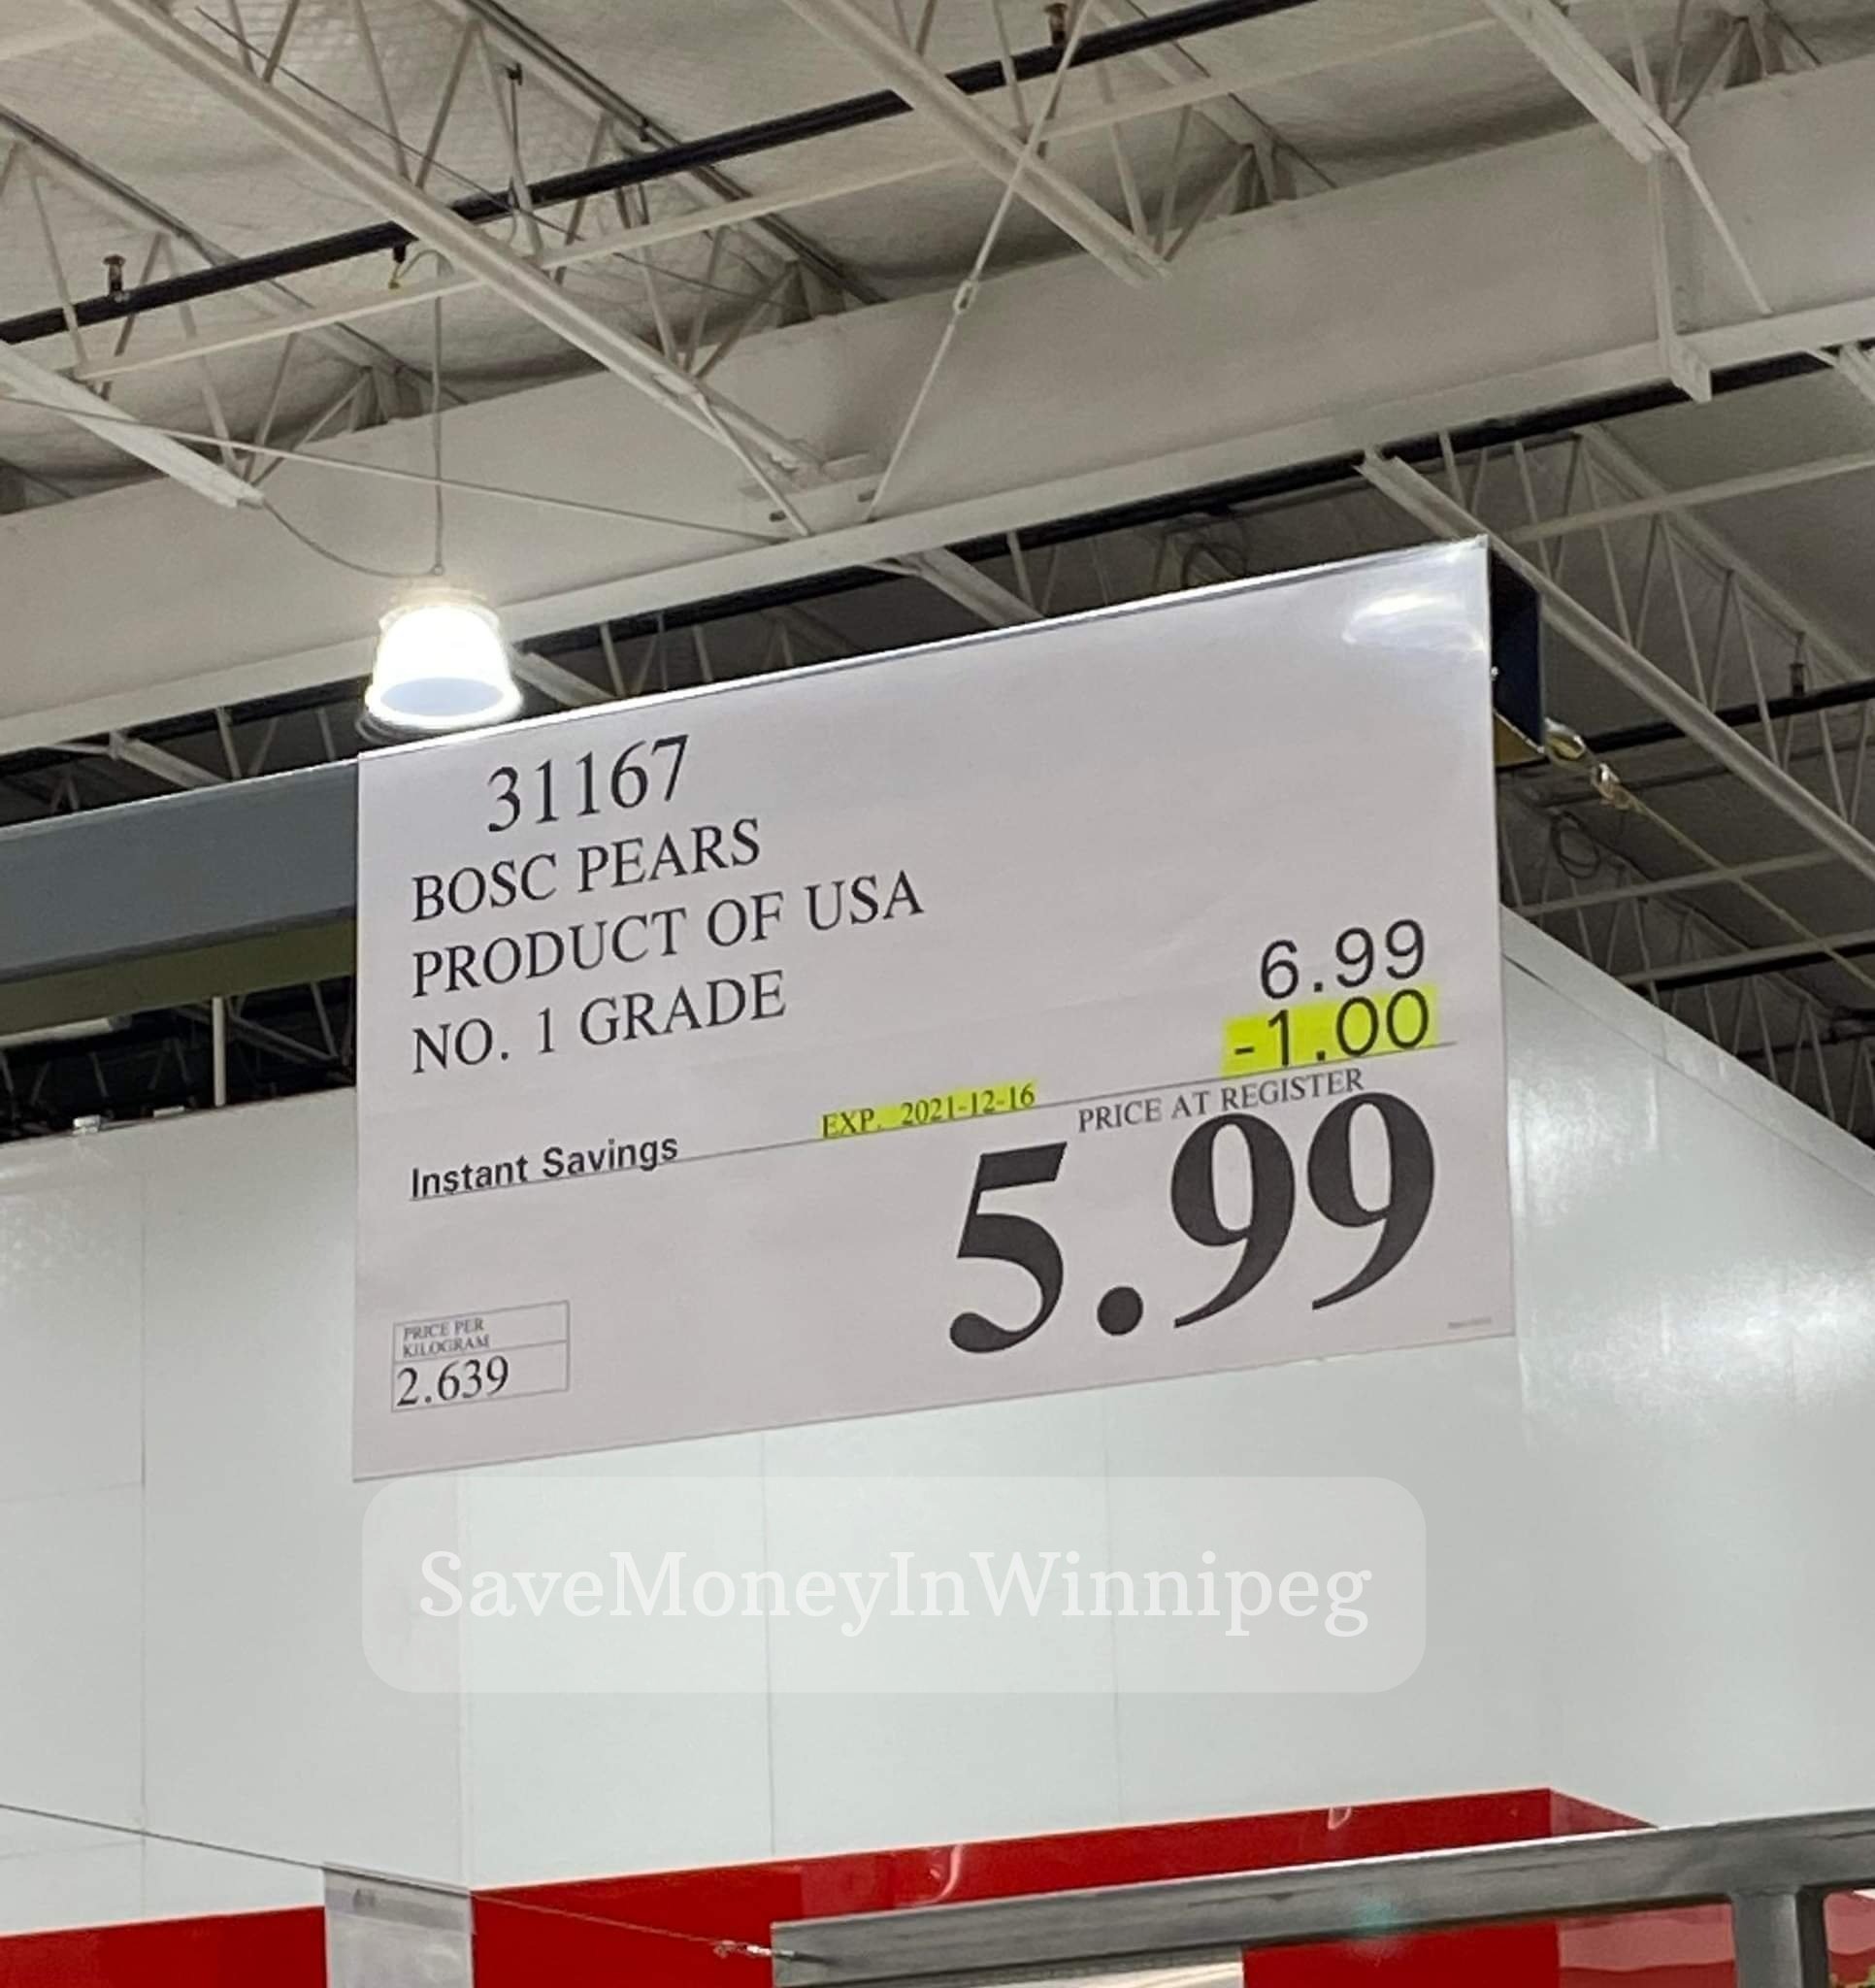 31167
BOSC PEARS
PRODUCT OF USA
NO. 1 GRADE
6.99
-1.00
Instant Savings
EXP. 2021-12-16
PRICE AT REGISTER
5.99
PRICE PER
KILOGRAM
2.639
SaveMoneyInWinnipeg